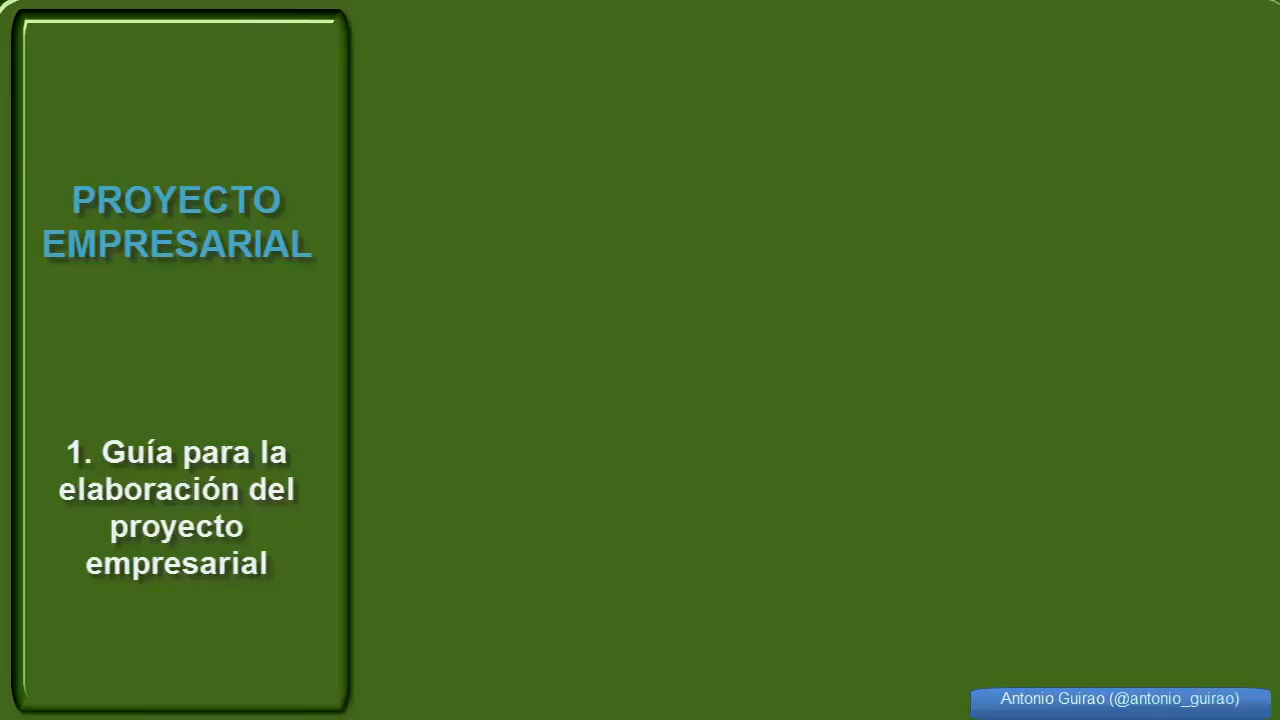 PROYECTO
EMPRESARIAL
1. Guía para la
elaboración del
proyecto
empresarial
Antonio Guirao (@antonio_guirao)